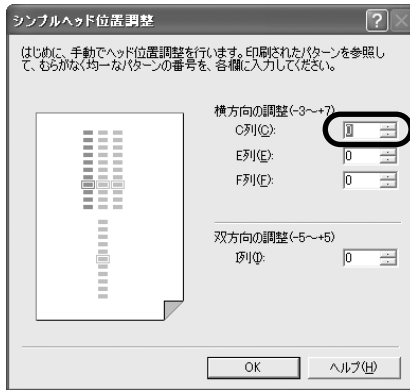 シンプルヘッド位置調整
はじめに、手動でヘッド位置調整を行います。印刷されたパターンを参照し
て、むらがなく均一なパターンの番号を、各欄に入力してください。
横方向の調整(-3～+7)
C列(C): 0
E列(E): 0
F列(F): 0
双方向の調整(-5～+5)
I列(I): 0
OK ヘルプ(H)